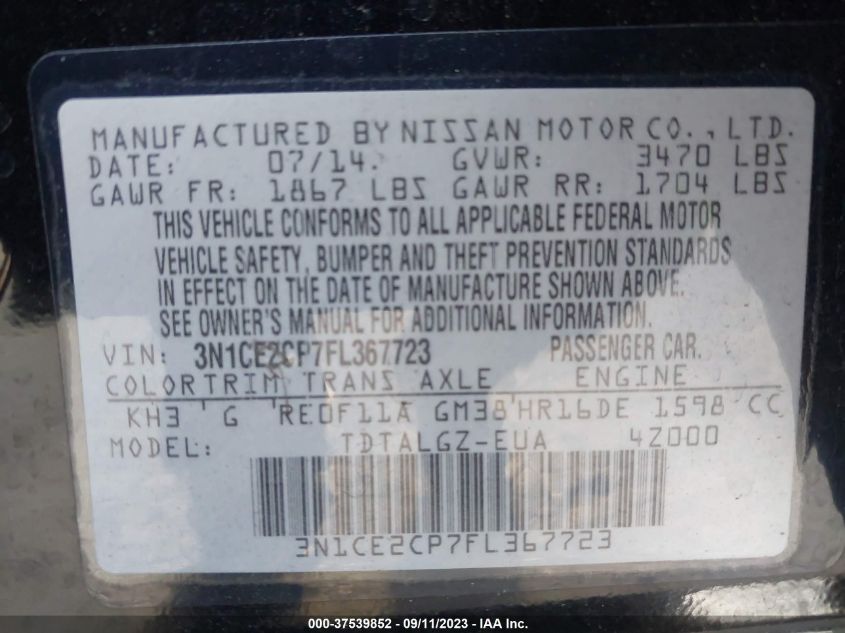 MANUFACTURED BY NISSAN MOTOR CO., LTD.
DATE: 07/14. GVWR: 3470 LBS
GAWR FR: 1867 LBS GAWR RR: 1704 LBS
THIS VEHICLE CONFORMS TO ALL APPLICABLE FEDERAL MOTOR
VEHICLE SAFETY, BUMPER AND THEFT PREVENTION STANDARDS
IN EFFECT ON THE DATE OF MANUFACTURE SHOWN ABOVE.
SEE OWNER'S MANUAL FOR ADDITIONAL INFORMATION.
VIN: 3N1CE2CP7FL367723 PASSENGER CAR.
COLOR TRIM TRANS AXLE ENGINE
KH3 G RE0F11A GM38 HR16DE 1598 CC
MODEL: TDTALGZ-EUA 4Z000
3N1CE2CP7FL367723
000-37539852 - 09/11/2023 - © IAA, Inc.